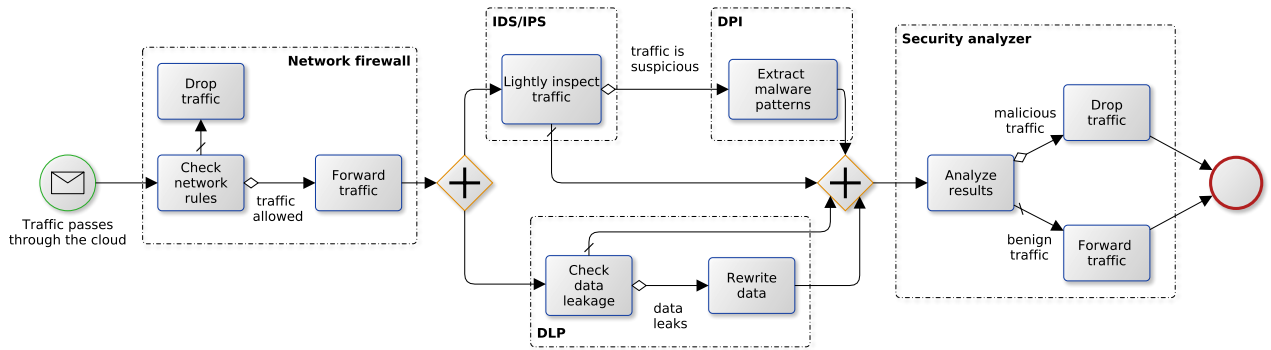 Traffic passes
through the cloud
Network firewall
Drop
traffic
Check
network
rules
traffic
allowed
Forward
traffic
IDS/IPS
Lightly inspect
traffic
traffic is
suspicious
DPI
Extract
malware
patterns
DLP
Check
data
leakage
data
leaks
Rewrite
data
Security analyzer
Analyze
results
malicious
traffic
Drop
traffic
benign
traffic
Forward
traffic